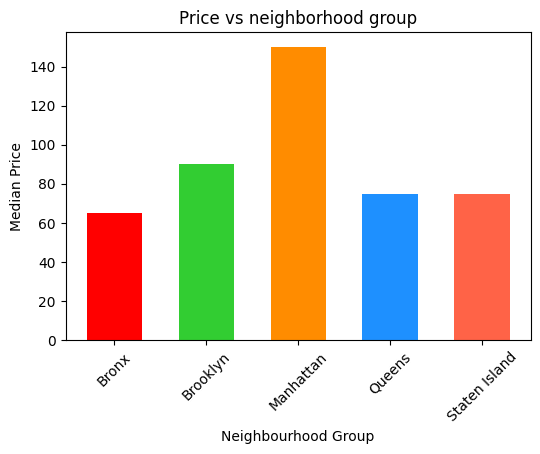 Price vs neighborhood group
Median Price
140
120
100
80
60
40
20
0
Bronx
Brooklyn
Manhattan
Queens
Staten Island
Neighbourhood Group